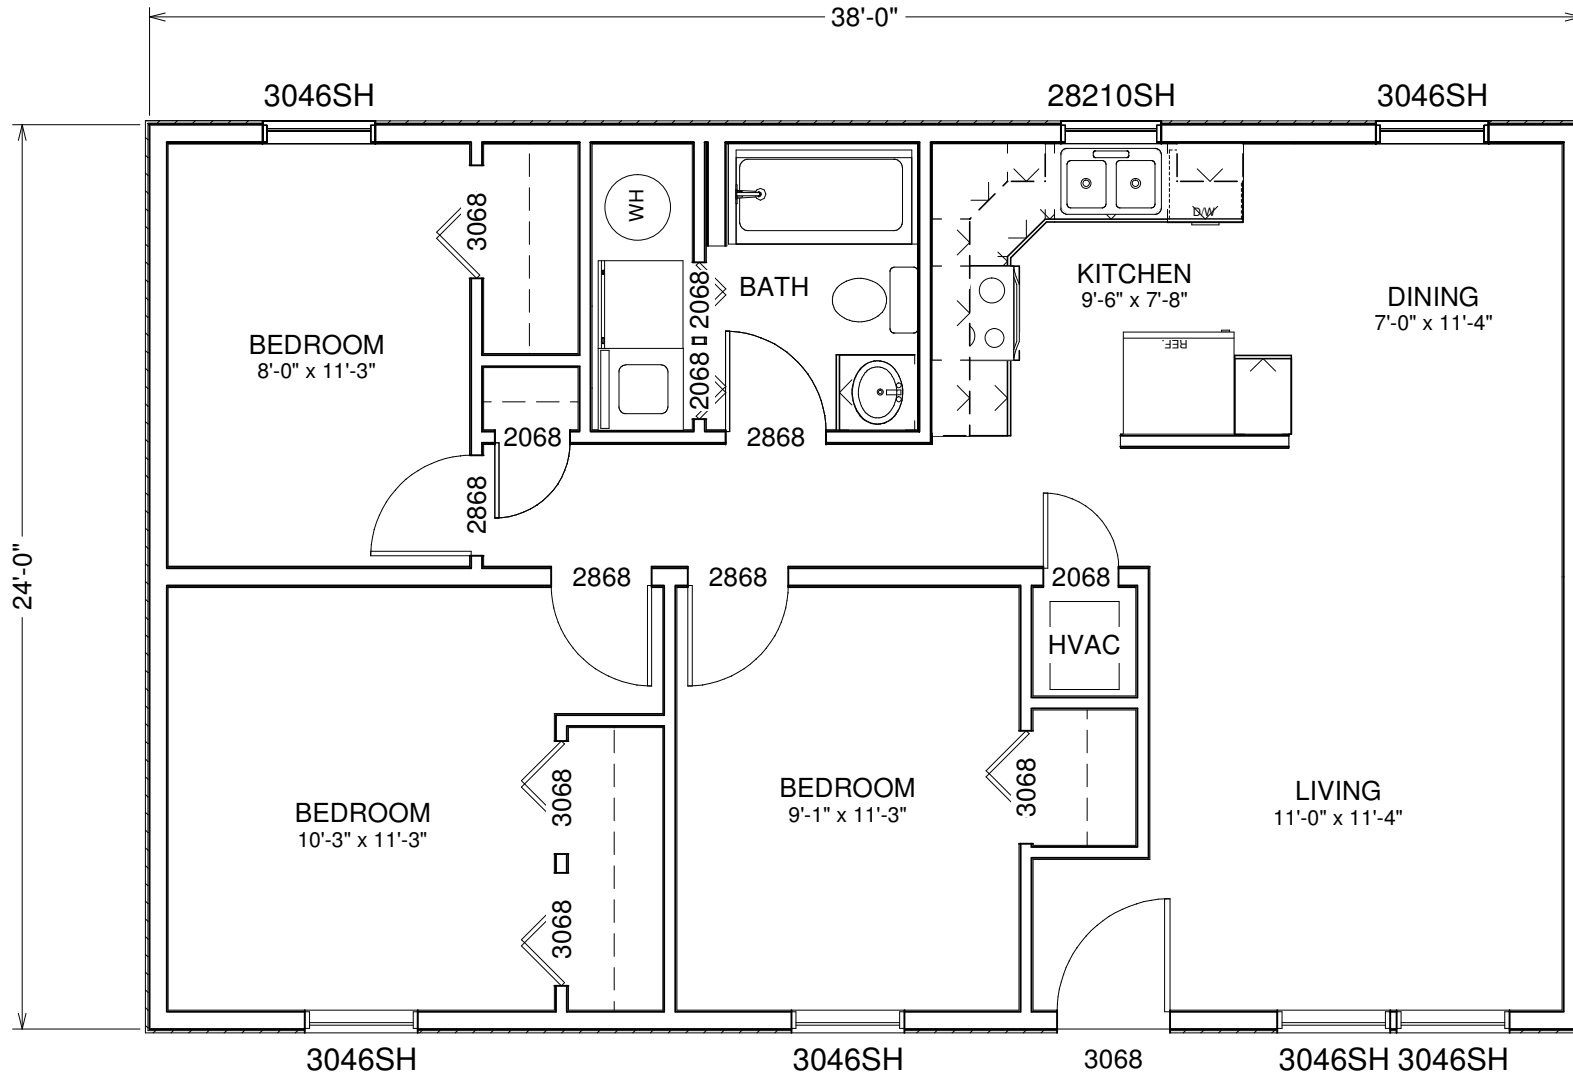 38'-0"
3046SH
28210SH
3046SH
24'-0"
3068
WH
2068
2068
BATH
KITCHEN
9'-6" x 7'-8"
D/W
DINING
7'-0" x 11'-4"
REF.
BEDROOM
8'-0" x 11'-3"
2068
2868
2868
2868
2868
2068
HVAC
BEDROOM
10'-3" x 11'-3"
3068
3068
BEDROOM
9'-1" x 11'-3"
3068
LIVING
11'-0" x 11'-4"
3046SH
3046SH
3068
3046SH 3046SH